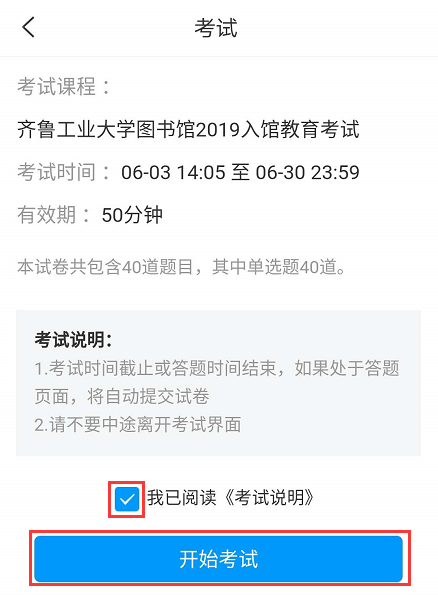 考试
考试课程：
齐鲁工业大学图书馆2019入馆教育考试
考试时间：06-03 14:05 至 06-30 23:59
有效期：50分钟
本试卷共包含40道题目，其中单选题40道。
考试说明：
1.考试时间截止或答题时间结束，如果处于答题
页面，将自动提交试卷
2.请不要中途离开考试界面
我已阅读《考试说明》
开始考试